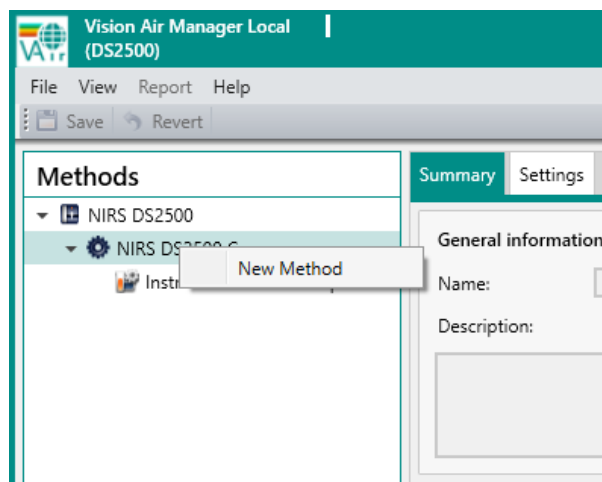 Vision Air Manager Local
(DS2500)
VAir
File View Report Help
Save Revert
Methods
Summary Settings
NIRS DS2500
NIRS
New Method
General information
Name:
Description: